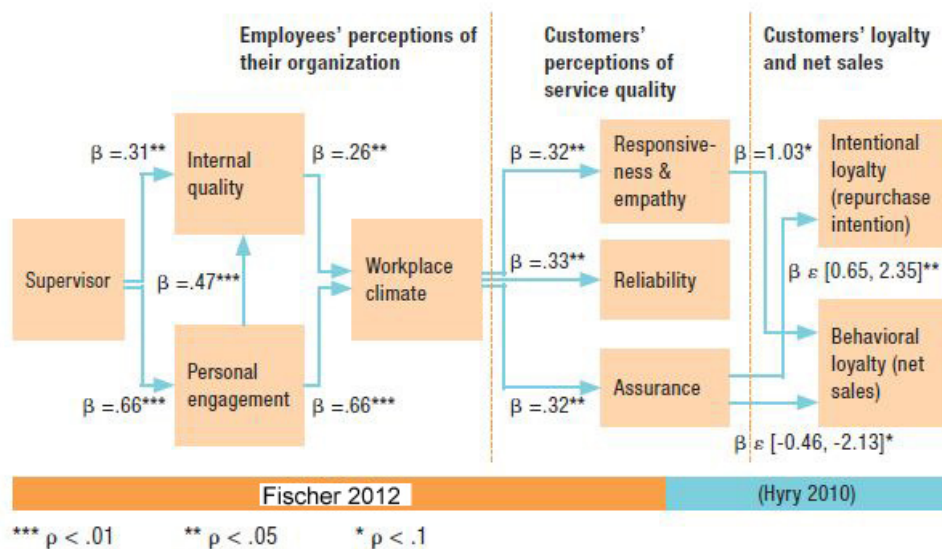 Employees' perceptions of
their organization
Customers'
perceptions of
service quality
Customers' loyalty
and net sales
β =.31**
Internal
quality
β =.26**
β =.32**
Responsive-
ness &
empathy
β =1.03*
Intentional
loyalty
(repurchase
intention)
Supervisor
β =.47***
Workplace
climate
β =.33**
Reliability
β ε [0.65, 2.35]**
Personal
engagement
β =.66***
β =.66***
β =.32**
Assurance
Behavioral
loyalty (net
sales)
β ε [-0.46, -2.13]*
Fischer 2012
(Hyry 2010)
*** ρ < .01
** ρ < .05
* ρ < .1